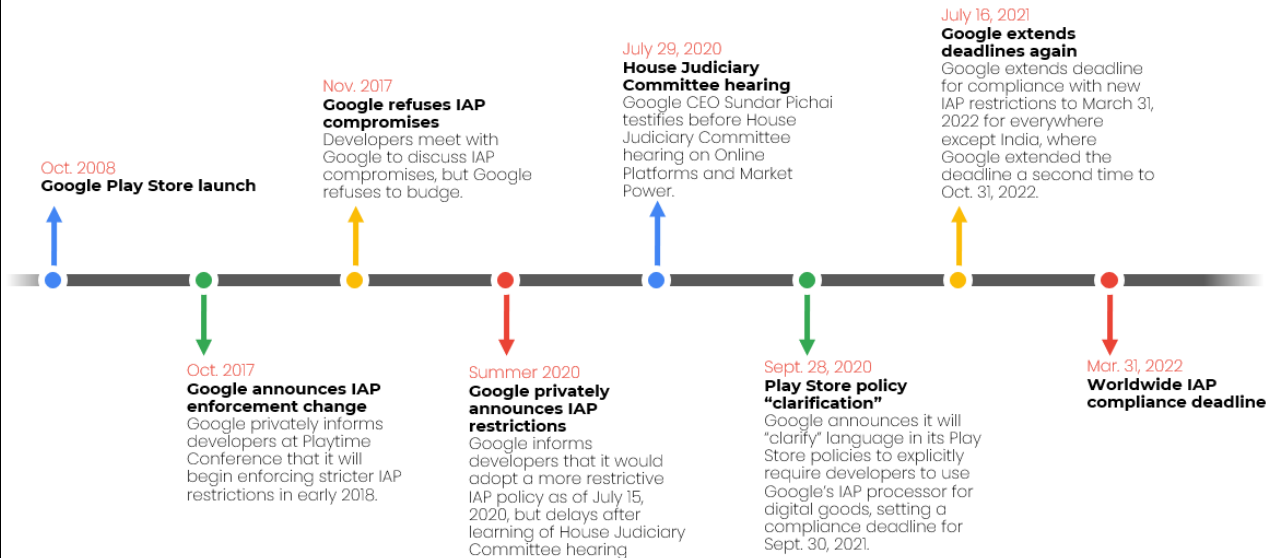 Oct. 2008
Google Play Store launch
Oct. 2017
Google announces IAP
enforcement change
Google privately informs
developers at Playtime
Conference that it will
begin enforcing stricter IAP
restrictions in early 2018.
Nov. 2017
Google refuses IAP
compromises
Developers meet with
Google to discuss IAP
compromises, but Google
refuses to budge.
Summer 2020
Google privately
announces IAP
restrictions
Google informs
developers that it would
adopt a more restrictive
IAP policy as of July 15,
2020, but delays after
learning of House Judiciary
Committee hearing
July 29, 2020
House Judiciary
Committee hearing
Google CEO Sundar Pichai
testifies before House
Judiciary Committee
hearing on Online
Platforms and Market
Power.
Sept. 28, 2020
Play Store policy
“clarification”
Google announces it will
“clarify” language in its Play
Store policies to explicitly
require developers to use
Google’s IAP processor for
digital goods, setting a
compliance deadline for
Sept. 30, 2021.
July 16, 2021
Google extends
deadlines again
Google extends deadline
for compliance with new
IAP restrictions to March 31,
2022 for everywhere
except India, where
Google extended the
deadline a second time to
Oct. 31, 2022.
Mar. 31, 2022
Worldwide IAP
compliance deadline